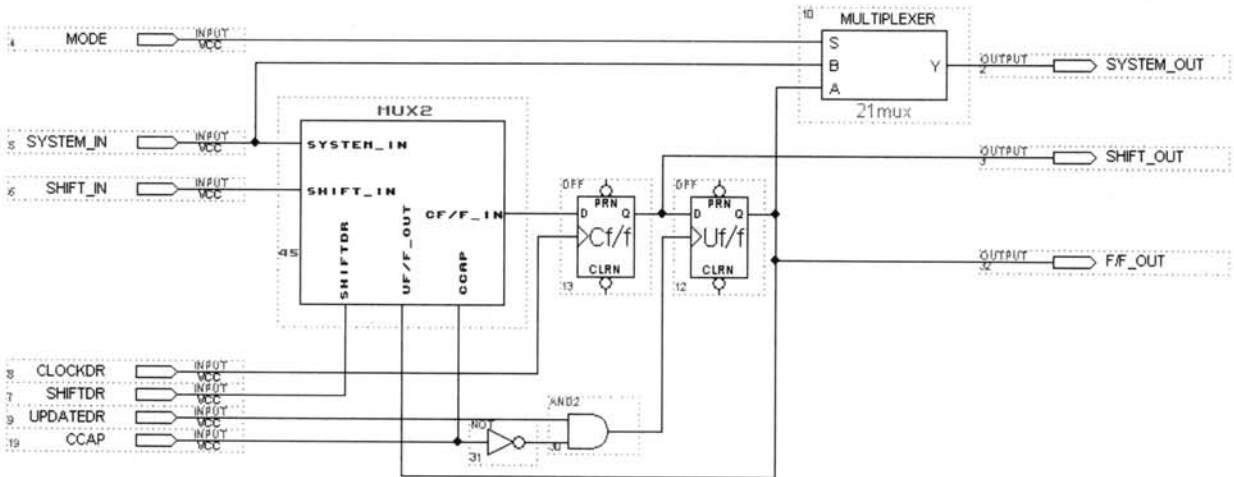 10 MULTIPLEXER
4 MODE INPUT VCC
S
B Y
A
21mux
OUTPUT 2 SYSTEM_OUT
MUX2
5 SYSTEM_IN INPUT VCC
SYSTEM_IN
6 SHIFT_IN INPUT VCC
SHIFT_IN
CF/F_IN
45
SHIFTDR
UF/F_OUT
CCAP
DFF
PRN
D Q
Cf/f
CLRN
13
DFF
PRN
D Q
Uf/f
CLRN
12
OUTPUT 3 SHIFT_OUT
OUTPUT 32 F/F_OUT
8 CLOCKDR INPUT VCC
7 SHIFTDR INPUT VCC
9 UPDATEDR INPUT VCC
19 CCAP INPUT VCC
NOT
31
AND2
30